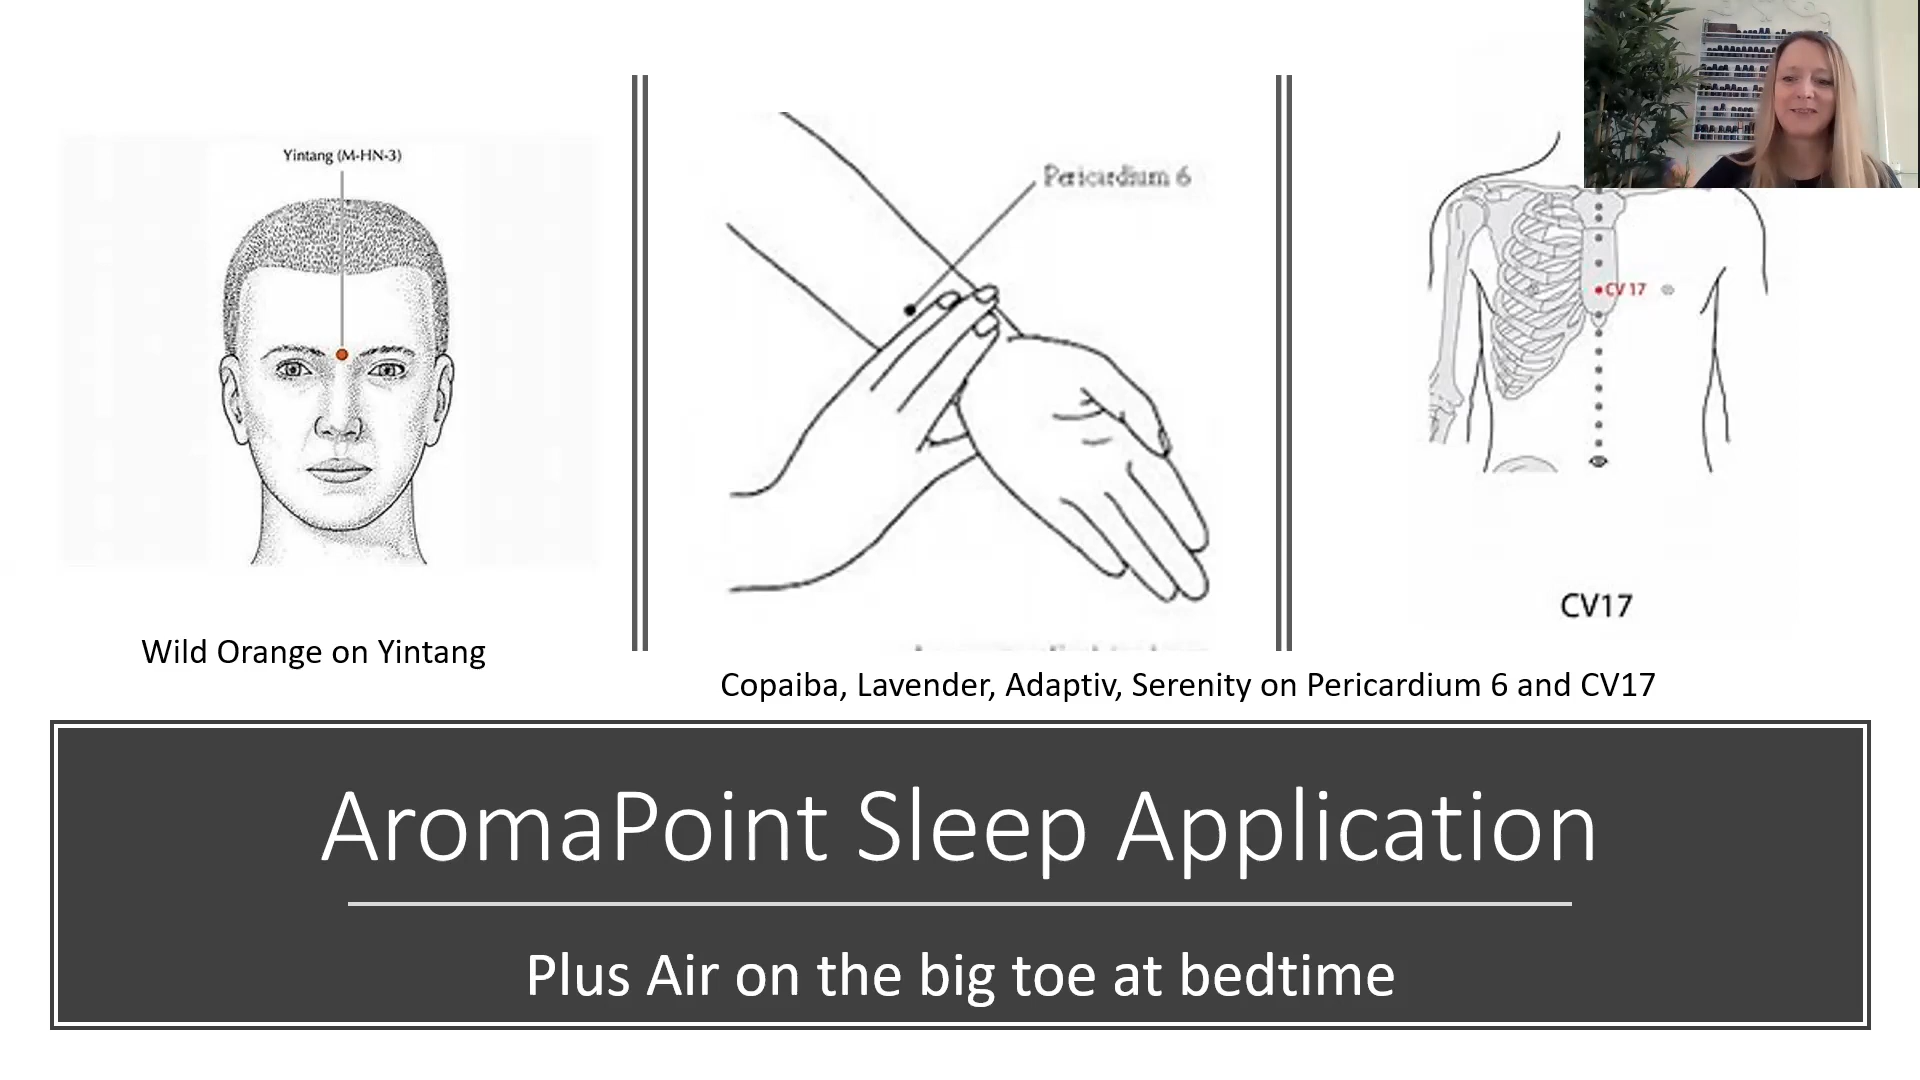 Yintang (M-HN-3)
Pericardium 6
CV 17
CV17
Wild Orange on Yintang
Copaiba, Lavender, Adaptiv, Serenity on Pericardium 6 and CV17
AromaPoint Sleep Application
Plus Air on the big toe at bedtime